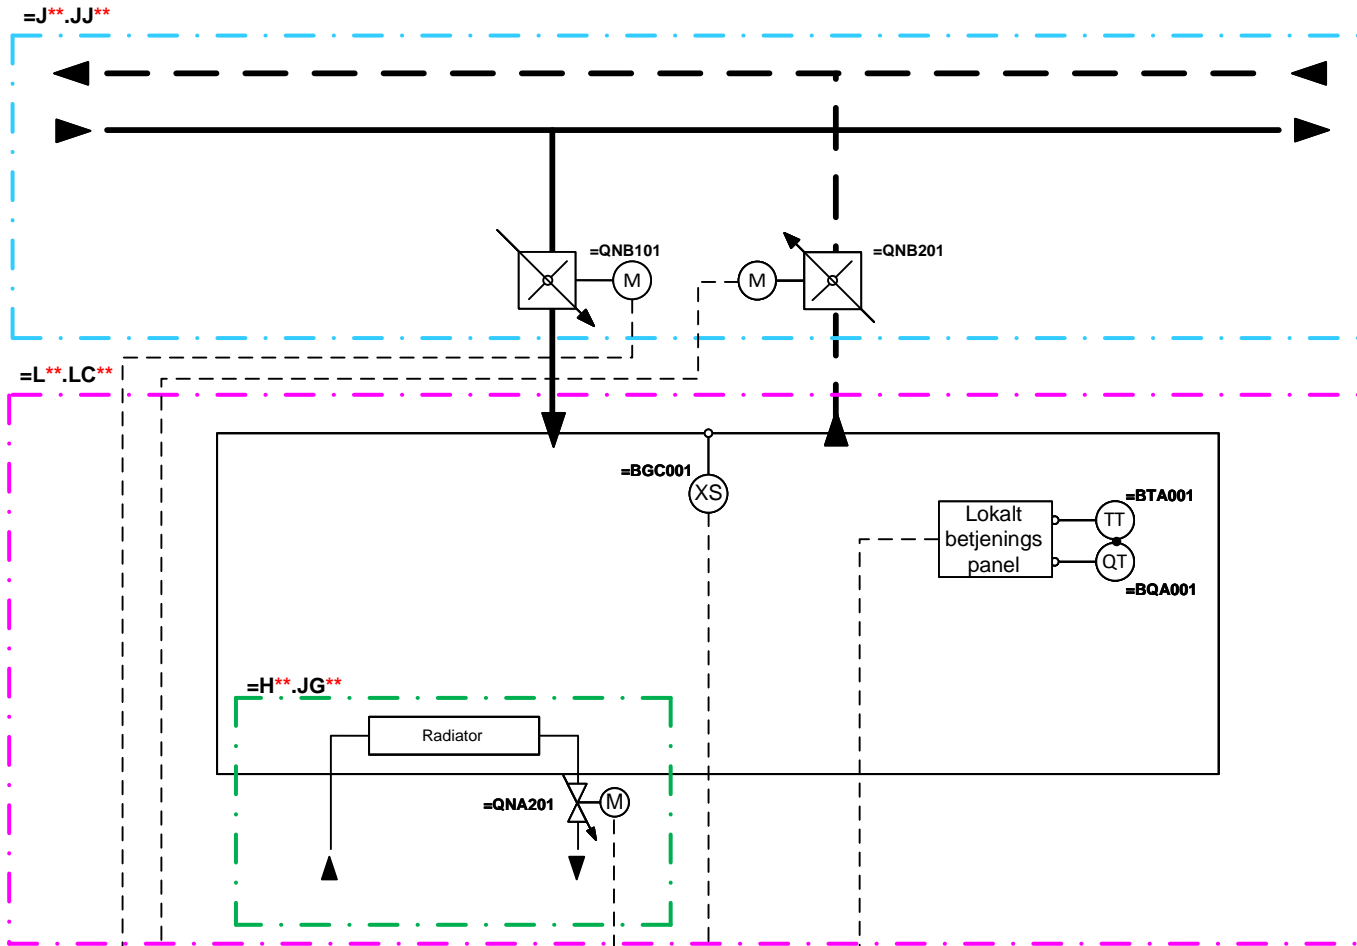 =J**.JJ**
=QNB101
M
M
=QNB201
=L**.LC**
=BGC001
XS
Lokalt
betjenings
panel
=BTA001
TT
QT
=BQA001
=H**.JG**
Radiator
=QNA201
M